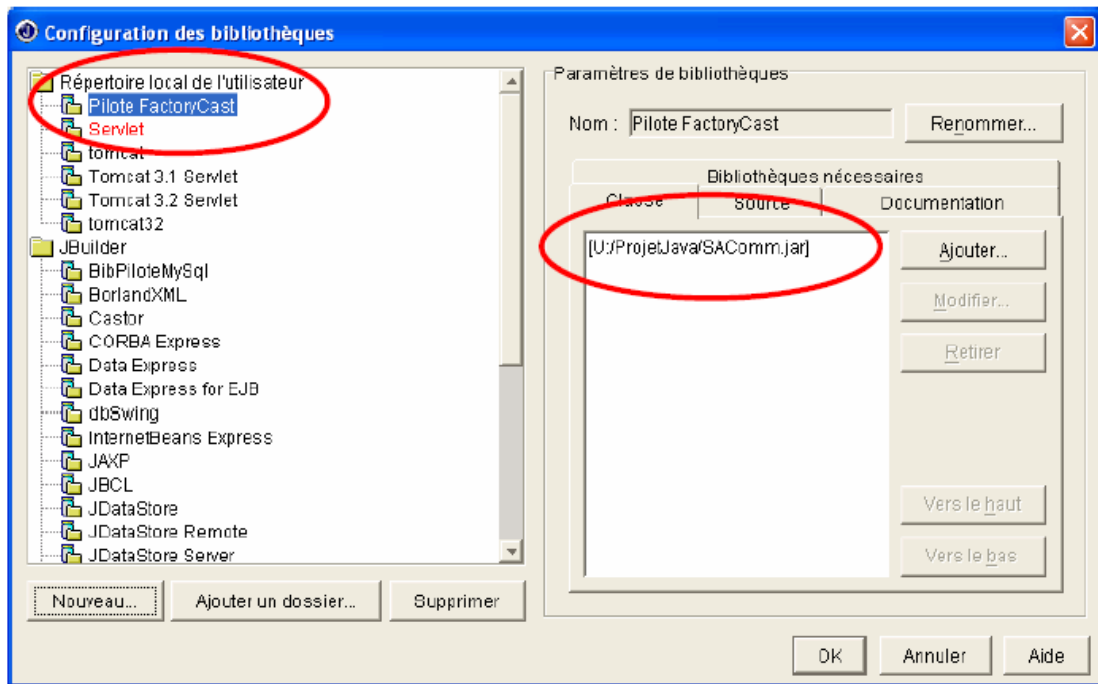 Configuration des bibliothèques
Répertoire local de l'utilisateur
Pilote FactoryCast
Servlet
tomcat
Tomcat 3.1 Servlet
Tomcat 3.2 Servlet
tomcat32
JBuilder
BibPiloteMySql
BorlandXML
Castor
CORBA Express
Data Express
Data Express for EJB
dbSwing
InternetBeans Express
JAXP
JBCL
JDataStore
JDataStore Remote
JDataStore Server
Nouveau...
Ajouter un dossier...
Supprimer
Paramètres de bibliothèques
Nom : Pilote FactoryCast
Renommer...
Bibliothèques nécessaires
Classe Source Documentation
[U:/ProjetJava/SAComm.jar]
Ajouter...
Modifier...
Retirer
Vers le haut
Vers le bas
OK Annuler Aide